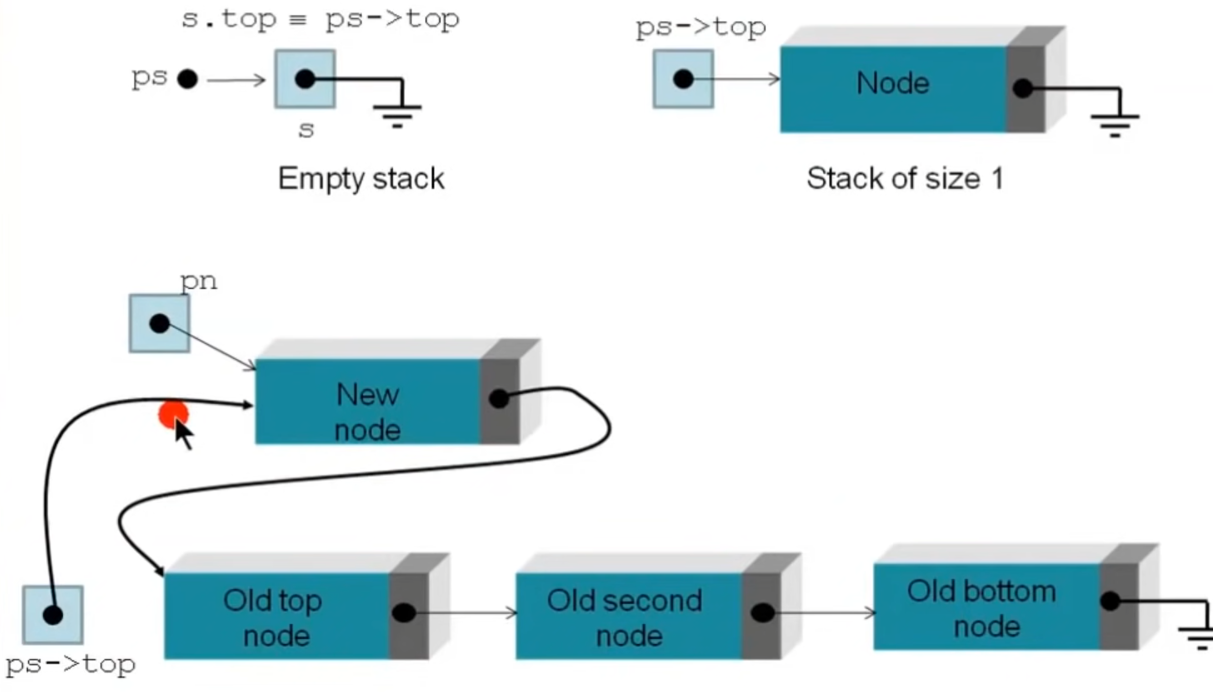 s.top ≡ ps->top
ps->top
ps
Node
s
Empty stack
Stack of size 1
pn
New
node
Old top
node
Old second
node
Old bottom
node
ps->top